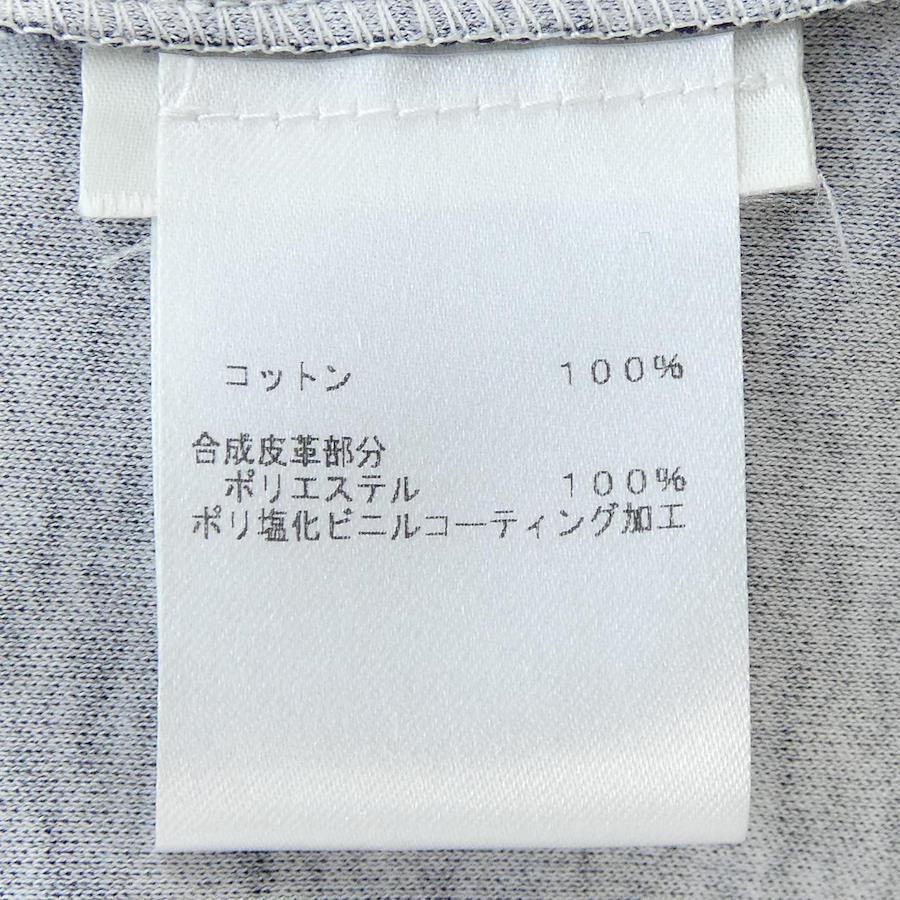 コットン　１００％
合成皮革部分
ポリエステル　１００％
ポリ塩化ビニルコーティング加工